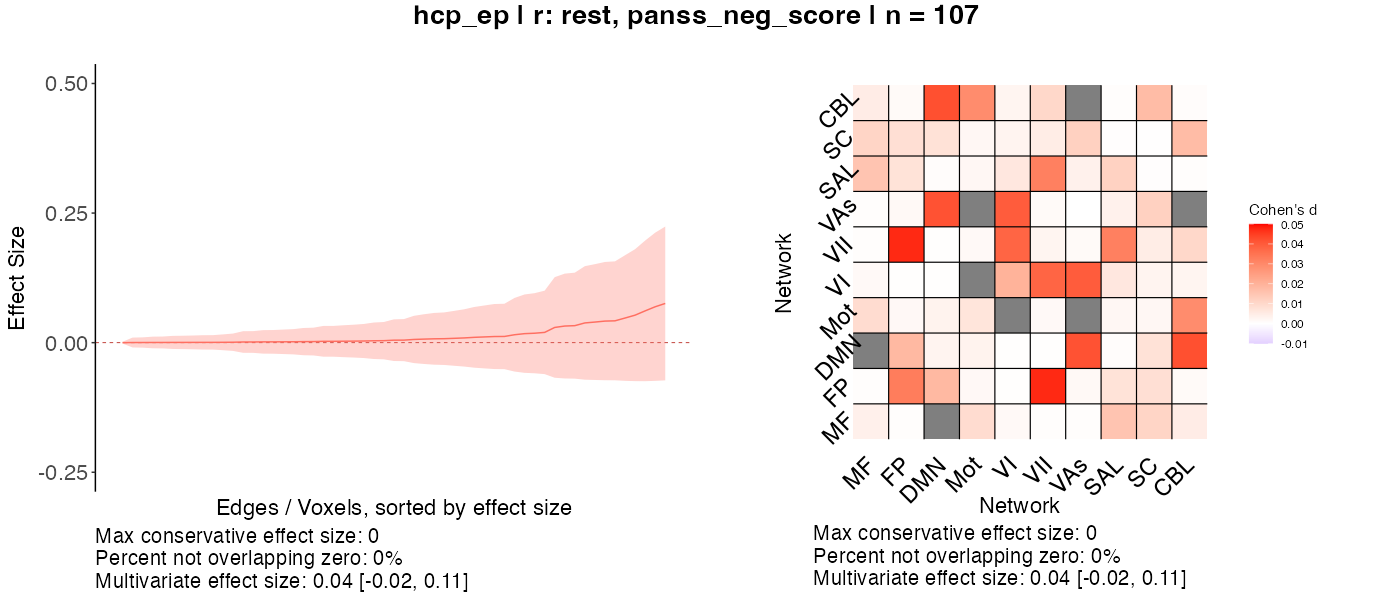 hcp_ep | r: rest, panss_neg_score | n = 107
Effect Size
0.50
0.25
0.00
-0.25
Edges / Voxels, sorted by effect size
Max conservative effect size: 0
Percent not overlapping zero: 0%
Multivariate effect size: 0.04 [-0.02, 0.11]
Network
CBL
SC
SAL
VAs
VII
VI
Mot
DMN
FP
MF
MF
FP
DMN
Mot
VI
VII
VAs
SAL
SC
CBL
Network
Max conservative effect size: 0
Percent not overlapping zero: 0%
Multivariate effect size: 0.04 [-0.02, 0.11]
Cohen's d
0.05
0.04
0.03
0.02
0.01
0.00
-0.01